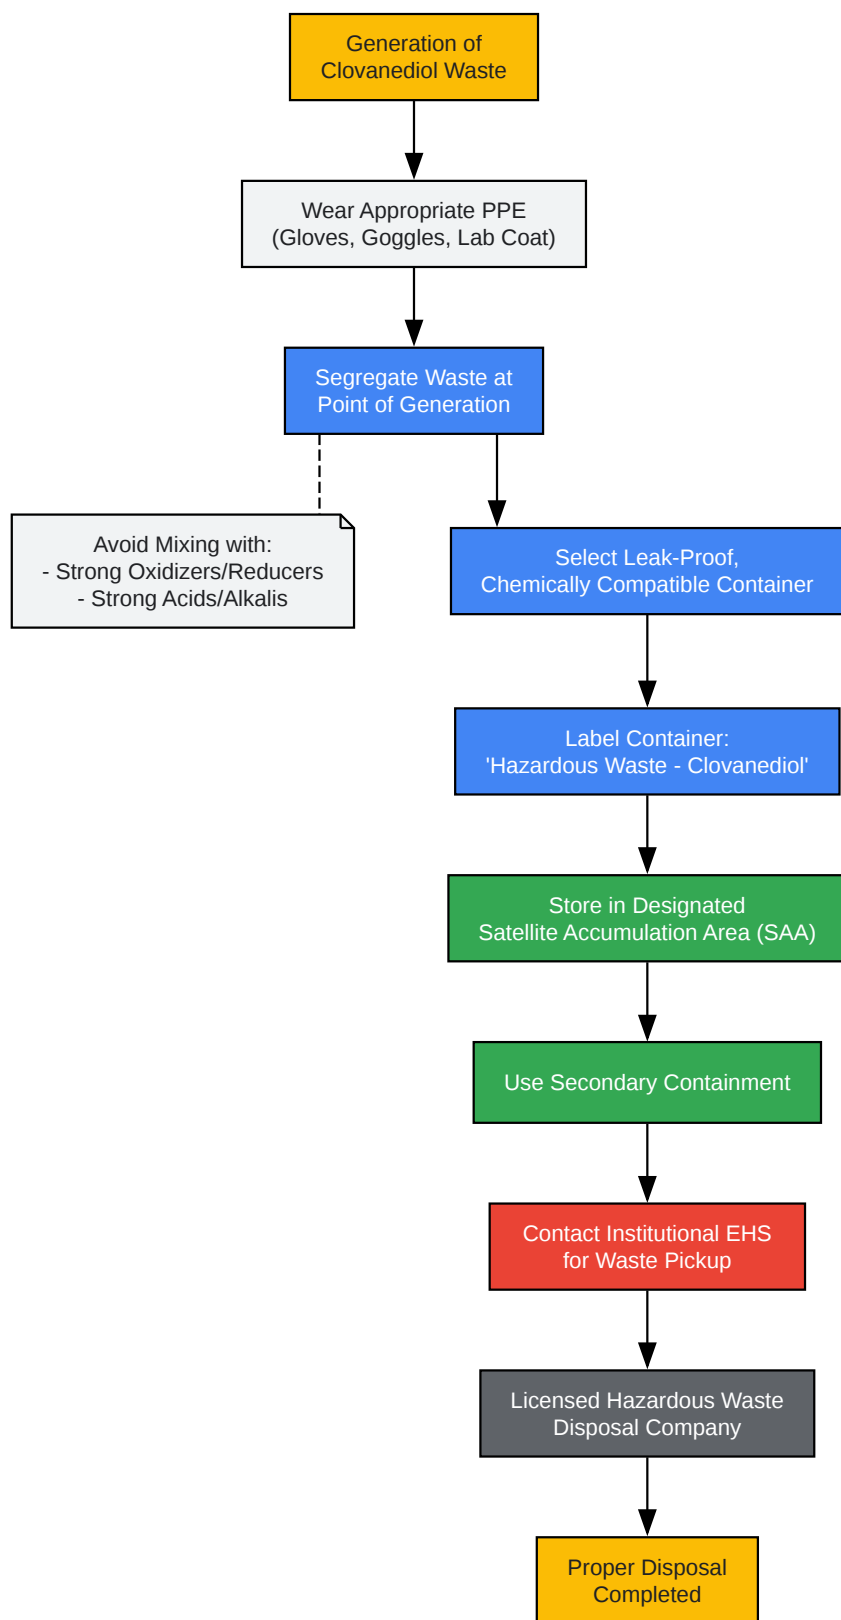 Generation of
Clovanediol Waste
Wear Appropriate PPE
(Gloves, Goggles, Lab Coat)
Segregate Waste at
Point of Generation
Avoid Mixing with:
- Strong Oxidizers/Reducers
- Strong Acids/Alkalis
Select Leak-Proof,
Chemically Compatible Container
Label Container:
'Hazardous Waste - Clovanediol'
Store in Designated
Satellite Accumulation Area (SAA)
Use Secondary Containment
Contact Institutional EHS
for Waste Pickup
Licensed Hazardous Waste
Disposal Company
Proper Disposal
Completed